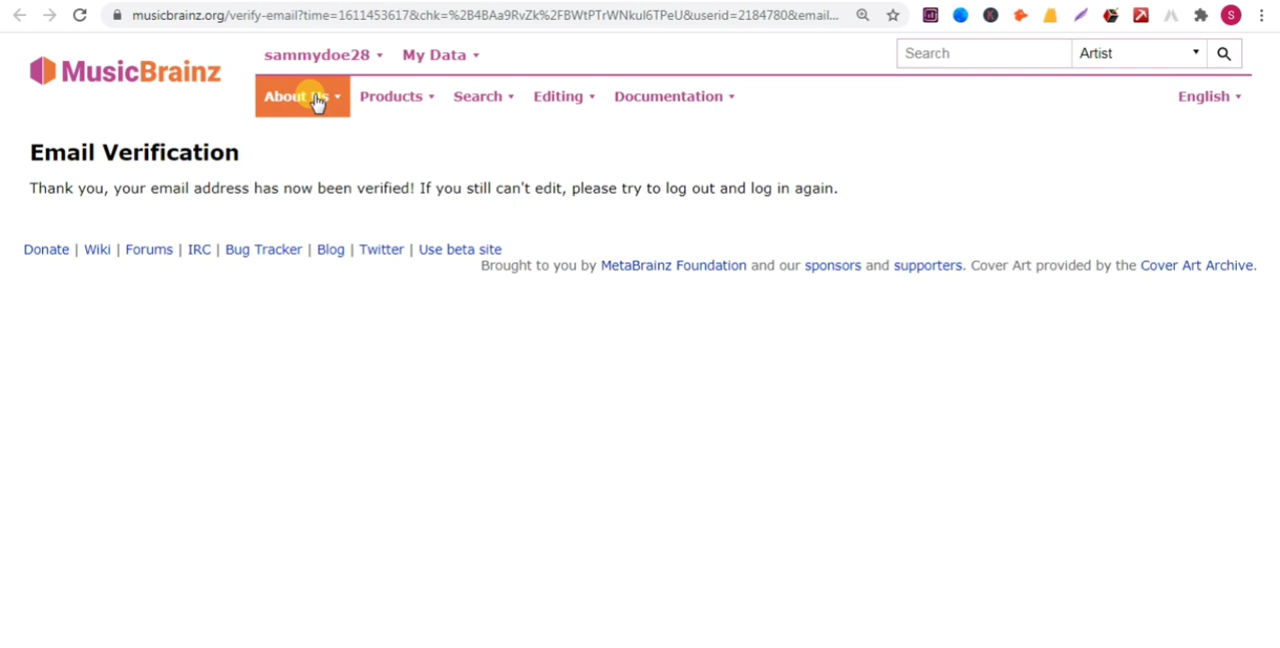 musicbrainz.org/verify-email?time=1611453617&chk=%2B4BAa9RvZk%2FBWtPTrWNkul6TPeU&userid=2184780&email...
S
sammydoe28 My Data
Search Artist
MusicBrainz
About Us Products Search Editing Documentation English
Email Verification
Thank you, your email address has now been verified! If you still can't edit, please try to log out and log in again.
Donate | Wiki | Forums | IRC | Bug Tracker | Blog | Twitter | Use beta site
Brought to you by MetaBrainz Foundation and our sponsors and supporters. Cover Art provided by the Cover Art Archive.